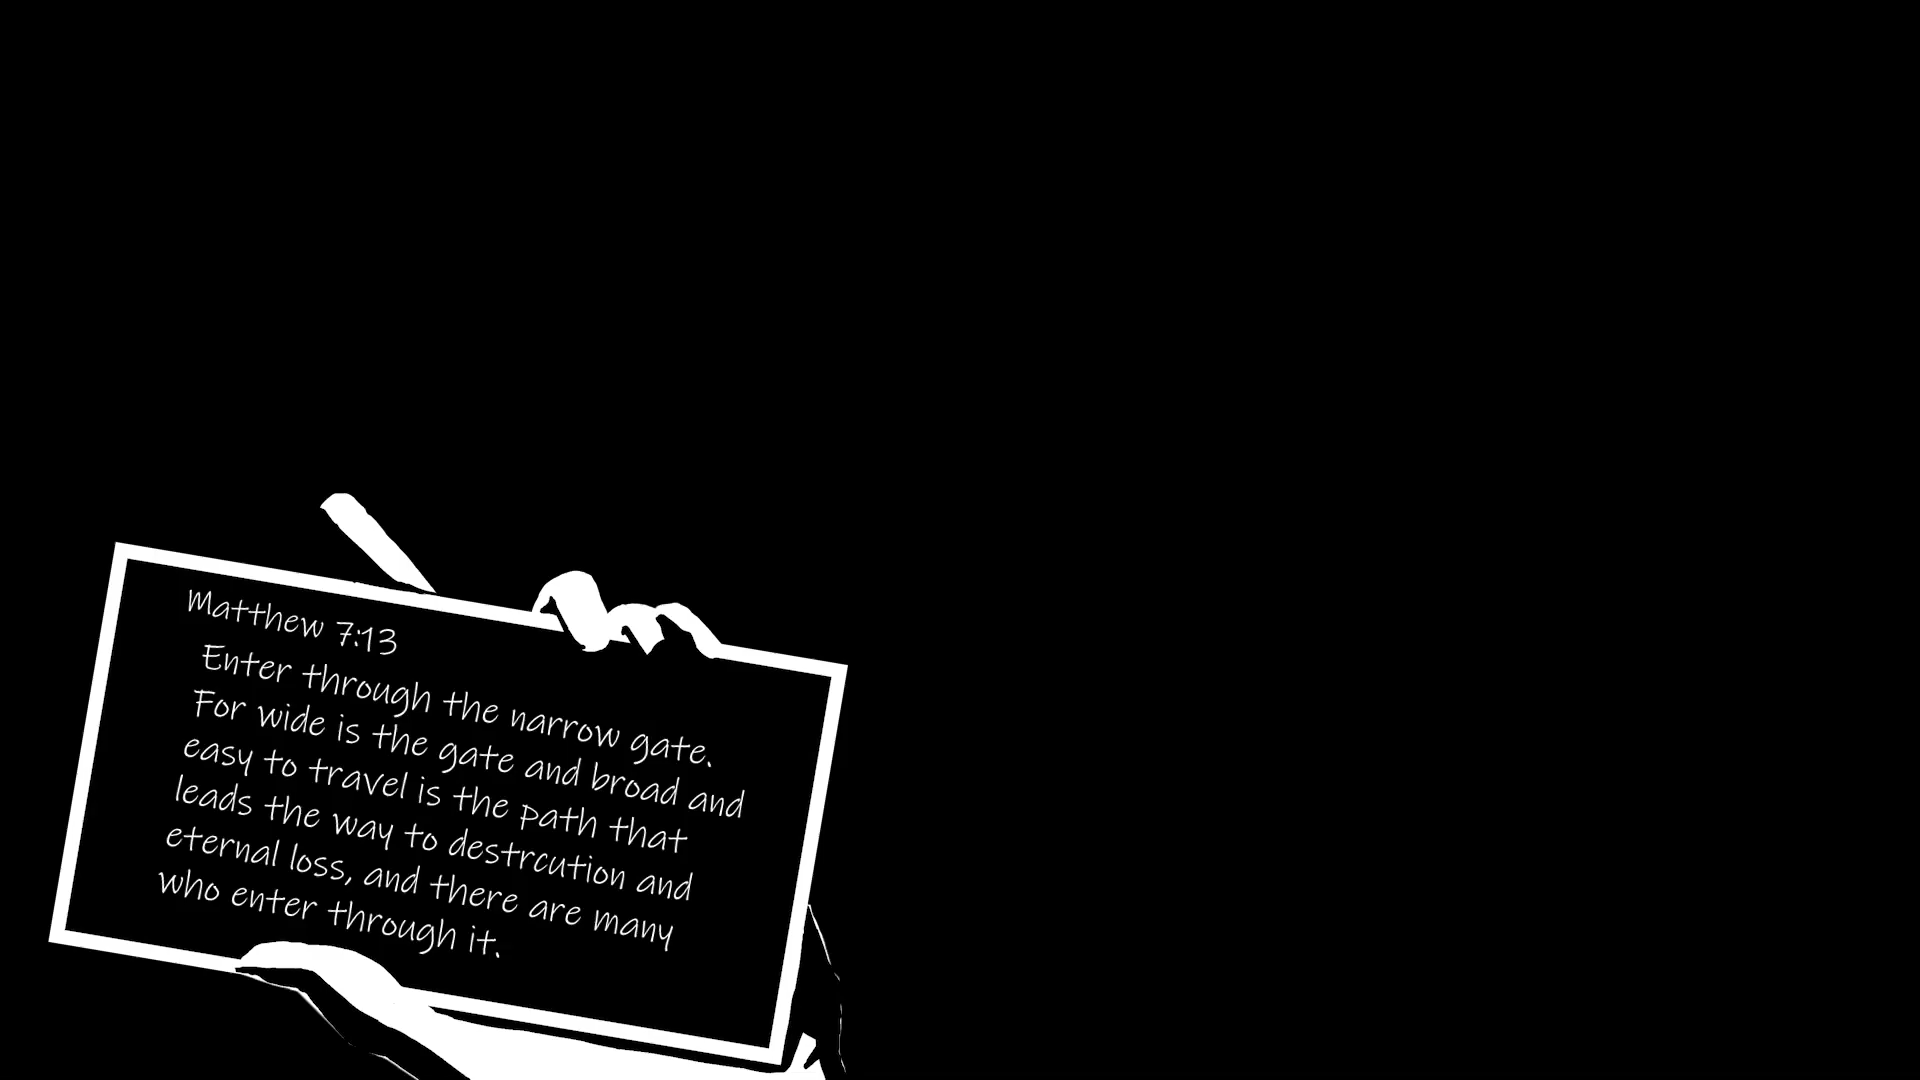 Matthew 7:13
Enter through the narrow gate.
For wide is the gate and broad and
easy to travel is the path that
leads the way to destrcution and
eternal loss, and there are many
who enter through it.